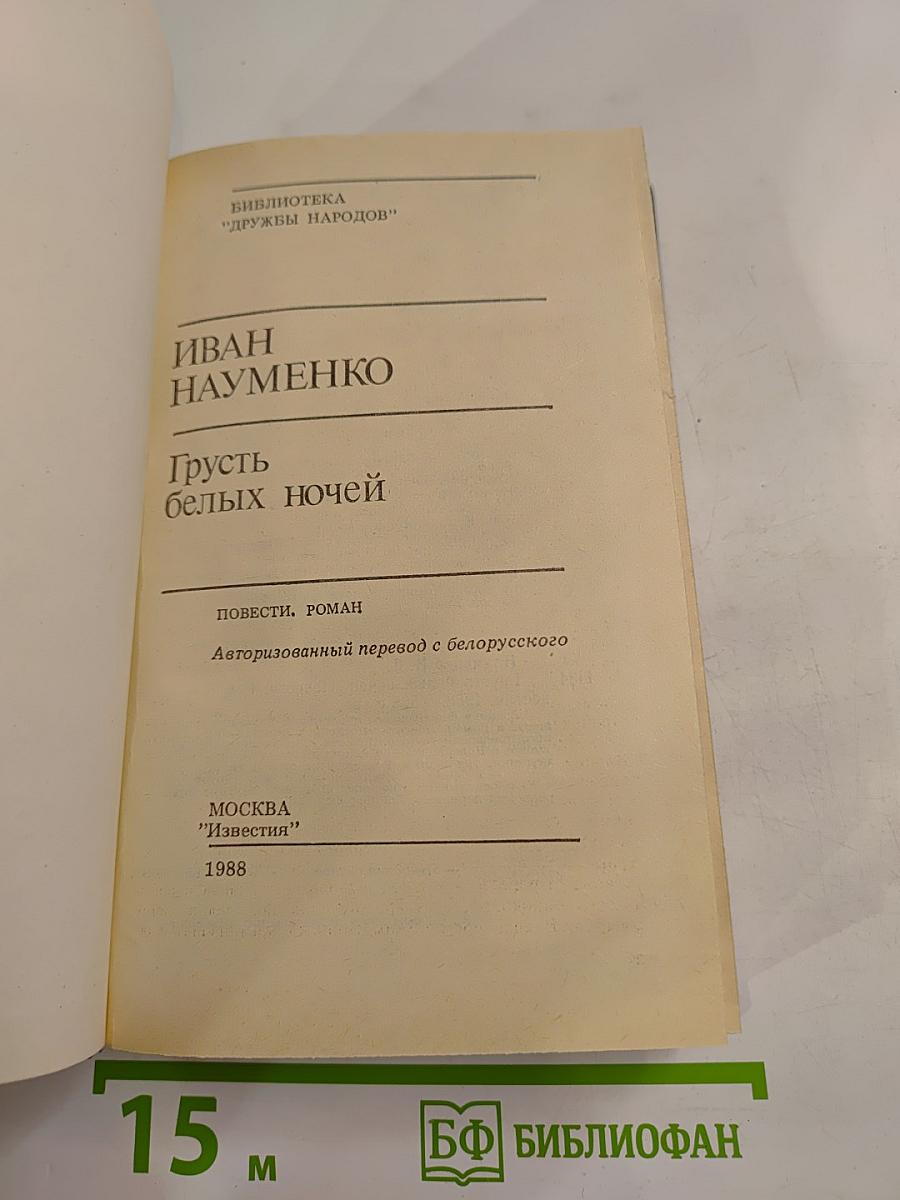 БИБЛИОТЕКА
"ДРУЖБЫ НАРОДОВ"
ИВАН
НАУМЕНКО
Грусть
белых ночей
ПОВЕСТИ. РОМАН
Авторизованный перевод с белорусского
МОСКВА
"Известия"
1988
15 м
БФ БИБЛИОФАН